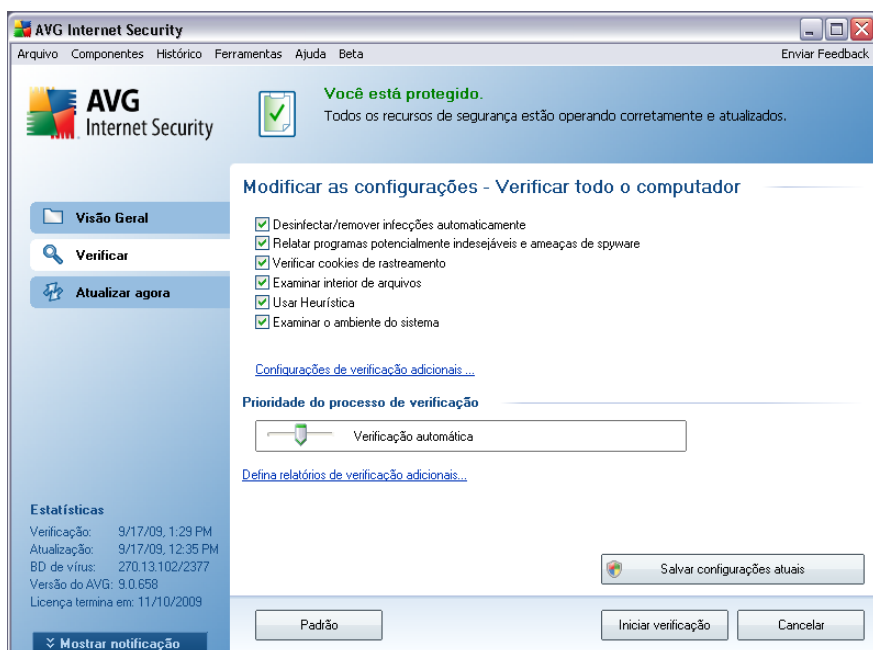 AVG Internet Security
Arquivo Componentes Histórico Ferramentas Ajuda Beta Enviar Feedback
AVG
Internet Security
Você está protegido.
Todos os recursos de segurança estão operando corretamente e atualizados.
Visão Geral
Verificar
Atualizar agora
Modificar as configurações - Verificar todo o computador
Desinfectar/remover infecções automaticamente
Relatar programas potencialmente indesejáveis e ameaças de spyware
Verificar cookies de rastreamento
Examinar interior de arquivos
Usar Heurística
Examinar o ambiente do sistema
Configurações de verificação adicionais ...
Prioridade do processo de verificação
Verificação automática
Defina relatórios de verificação adicionais...
Estatísticas
Verificação: 9/17/09, 1:29 PM
Atualização: 9/17/09, 12:35 PM
BD de vírus: 270.13.102/2377
Versão do AVG: 9.0.658
Licença termina em: 11/10/2009
Mostrar notificação
Salvar configurações atuais
Padrão
Iniciar verificação
Cancelar